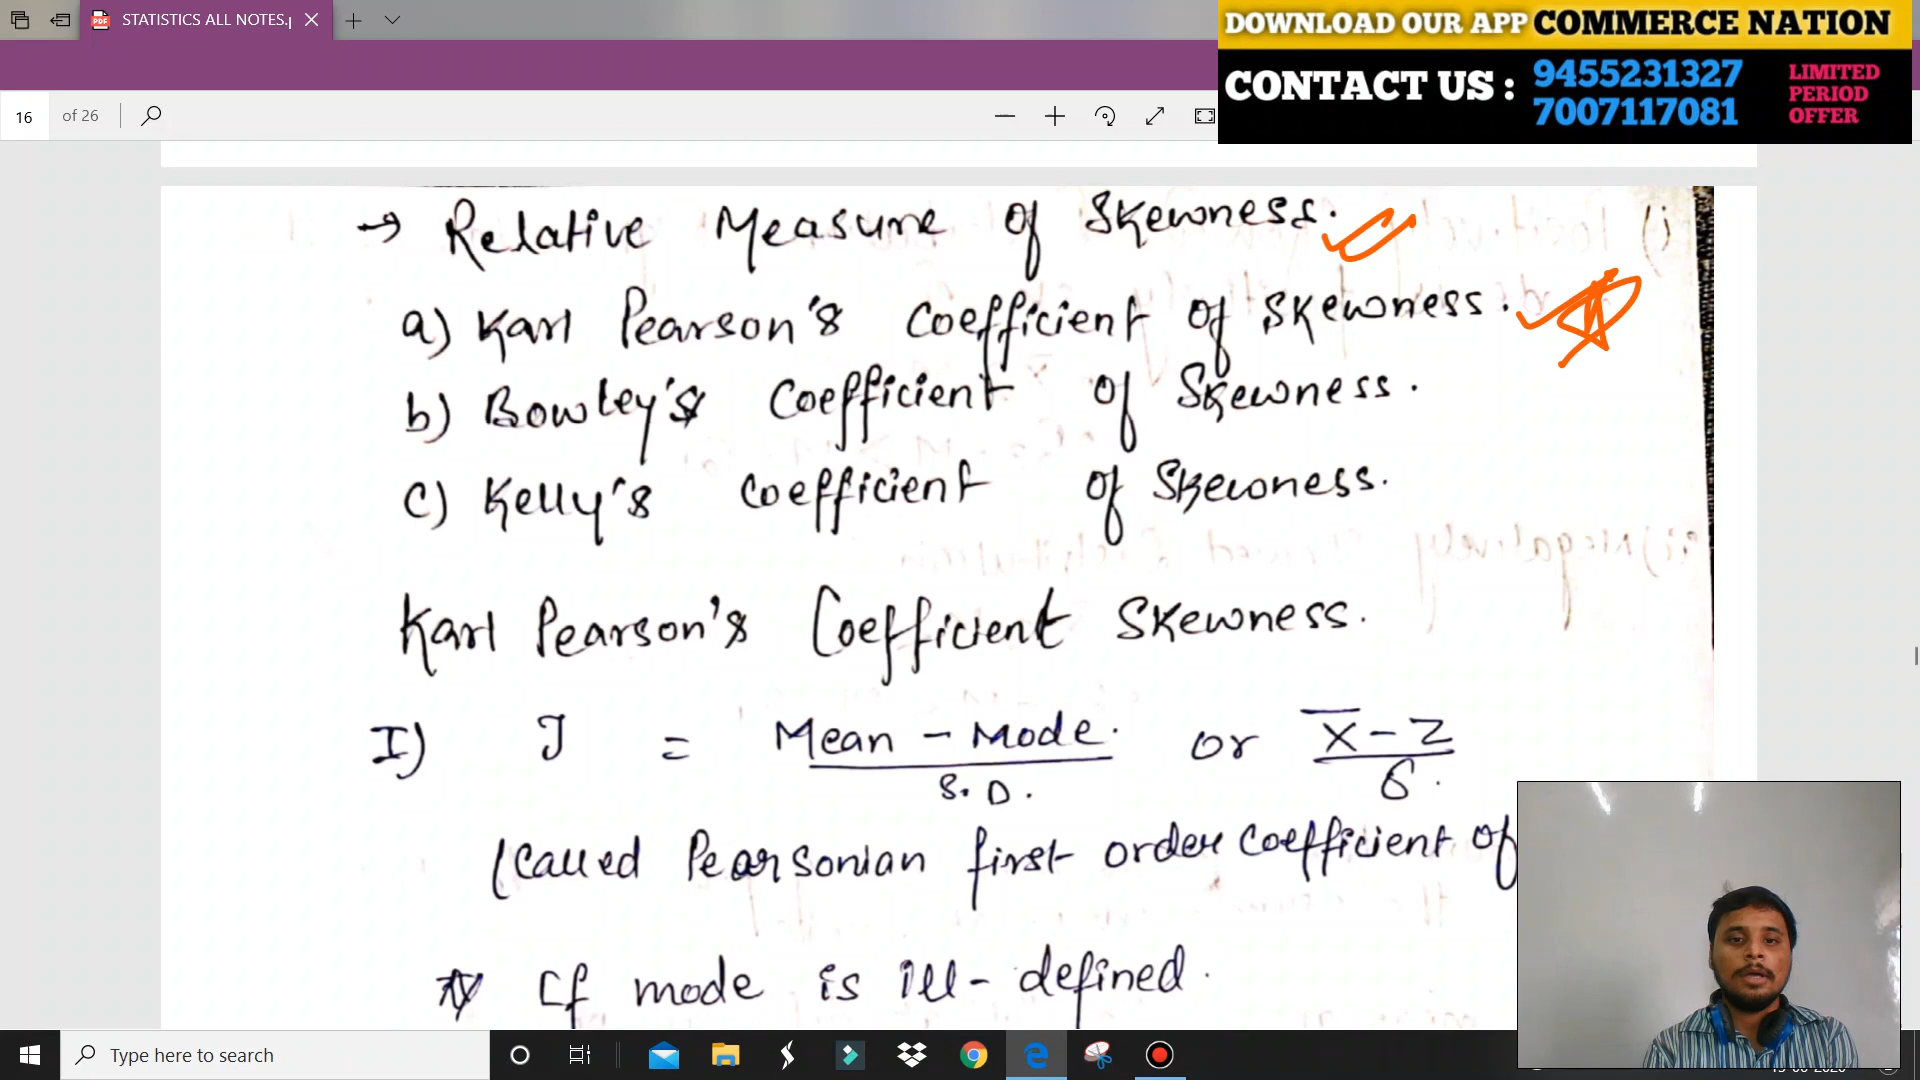 STATISTICS ALL NOTES.p
DOWNLOAD OUR APP COMMERCE NATION
CONTACT US : 9455231327
7007117081
LIMITED
PERIOD
OFFER
16 of 26
→ Relative Measure of Skewness.
a) Karl Pearson's Coefficient of Skewness.
b) Bowley's Coefficient of Skewness.
c) Kelly's Coefficient of Skewness.
Karl Pearson's Coefficient Skewness.
I) J = Mean - Mode. or X̅ - Z
S.D. 6.
(Called Pearsonian first order Coefficient of
If mode is ill-defined.
Type here to search